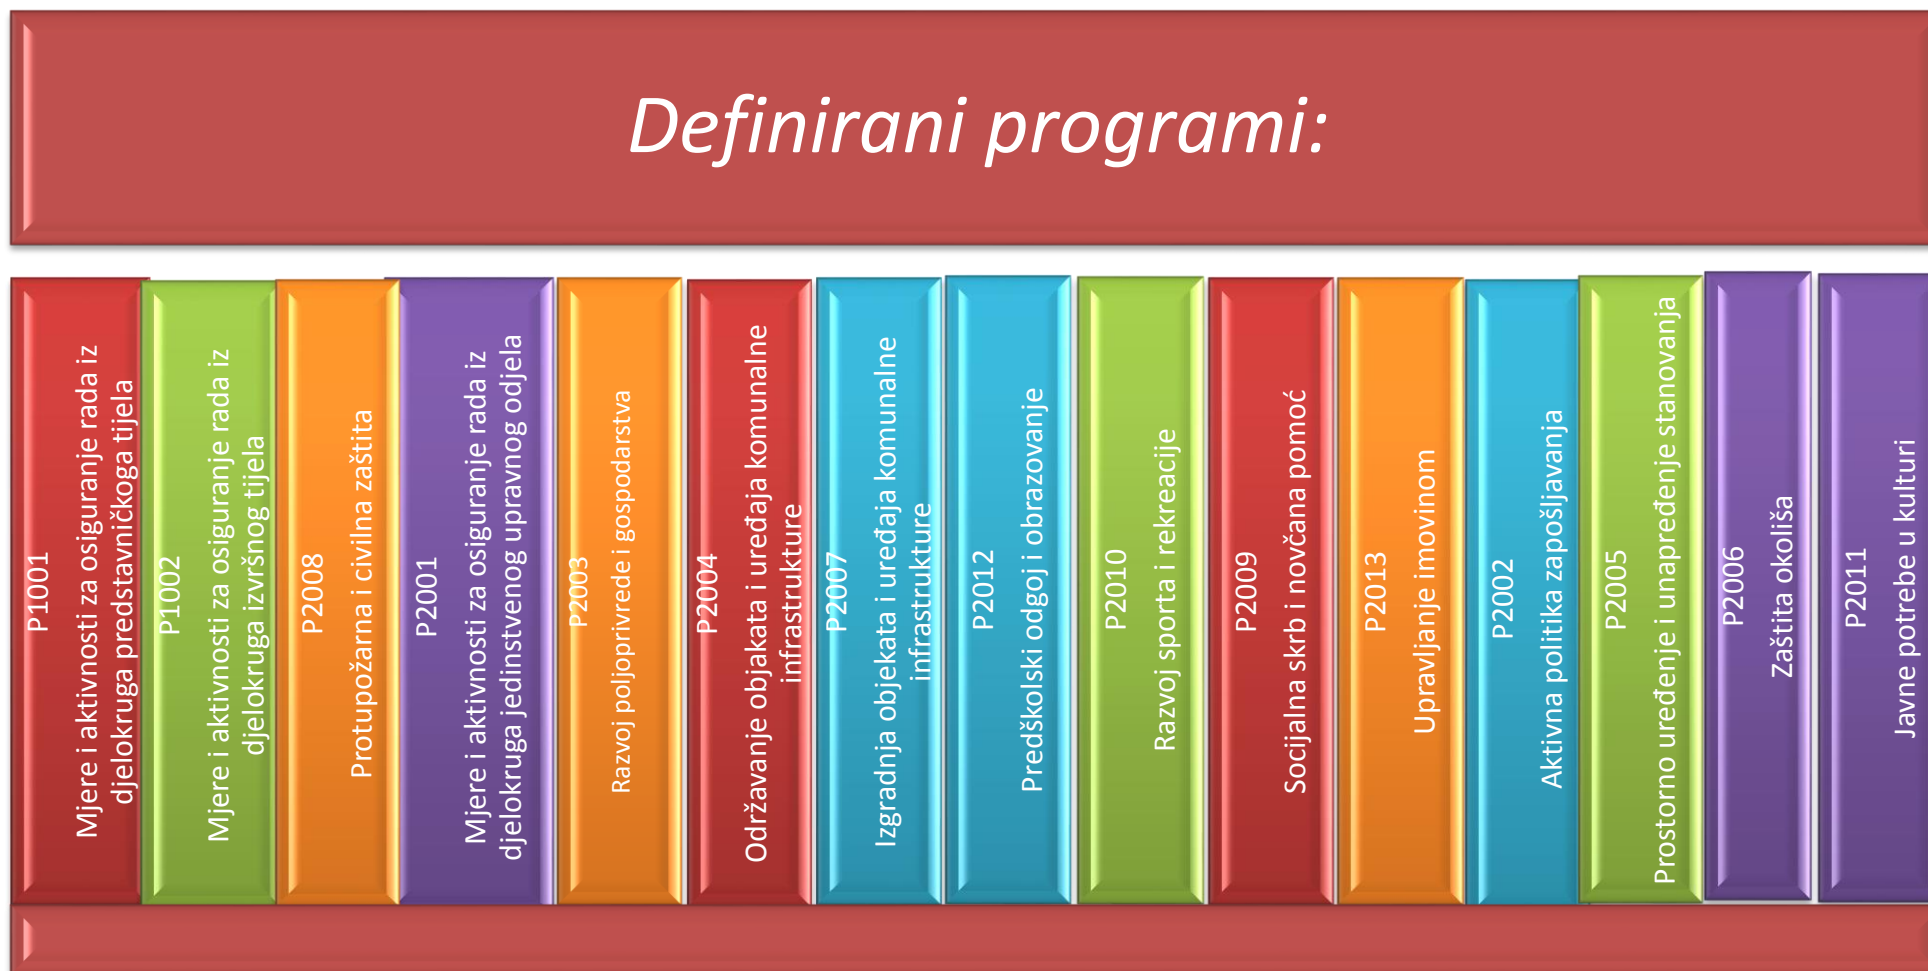 Definirani programi:
P1001
Mjere i aktivnosti za osiguranje rada iz
djelokruga predstavničkoga tijela
P1002
Mjere i aktivnosti za osiguranje rada iz
djelokruga izvršnog tijela
P2008
Protupožarna i civilna zaštita
P2001
Mjere i aktivnosti za osiguranje rada iz
djelokruga jedinstvenog upravnog odjela
P2003
Razvoj poljoprivrede i gospodarstva
P2004
Održavanje objakata i uređaja komunalne
infrastrukture
P2007
Izgradnja objekata i uređaja komunalne
infrastrukture
P2012
Predškolski odgoj i obrazovanje
P2010
Razvoj sporta i rekreacije
P2009
Socijalna skrb i novčana pomoć
P2013
Upravljanje imovinom
P2002
Aktivna politika zapošljavanja
P2005
Prostorno uređenje i unapređenje stanovanja
P2006
Zaštita okoliša
P2011
Javne potrebe u kulturi